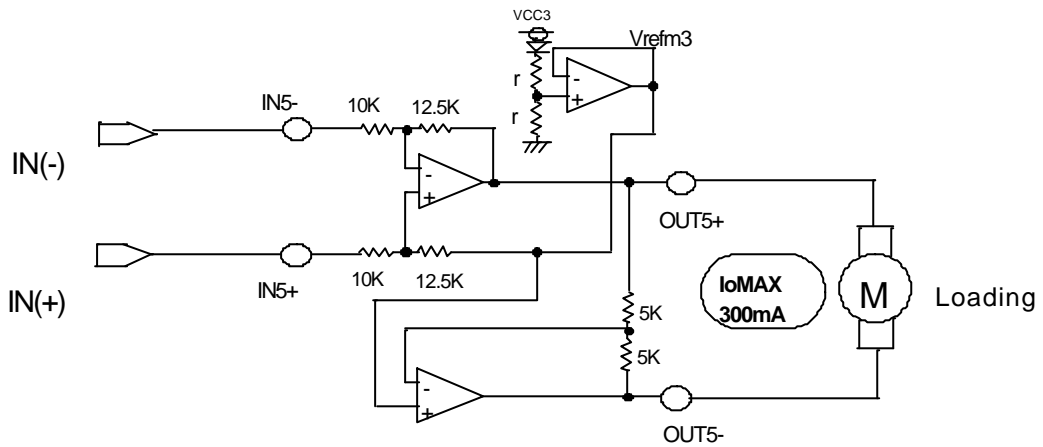 VCC3
Vrefm3
r
-
+
r
IN5-
10K
12.5K
IN(-)
-
+
OUT5+
10K
12.5K
IN5+
IN(+)
IoMAX
300mA
M
Loading
5K
5K
-
+
OUT5-